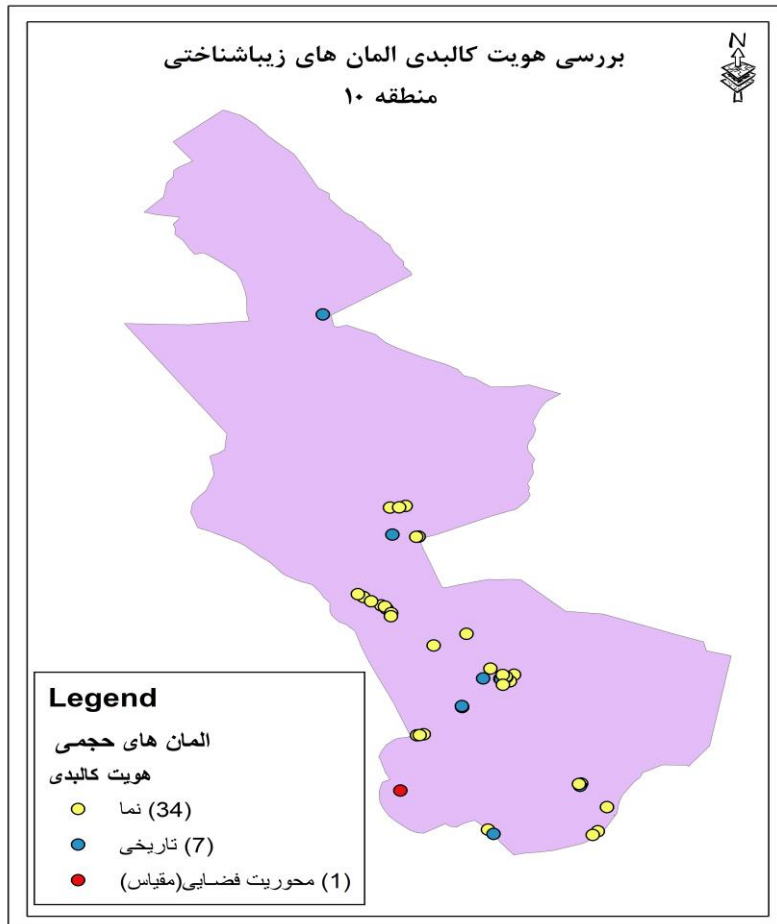 بررسی هویت کالبدی المان های زیباشناختی
منطقه ۱۰
N
Legend
المان های حجمی
هویت کالبدی
نما (34)
تاریخی (7)
محوریت فضایی(مقیاس) (1)